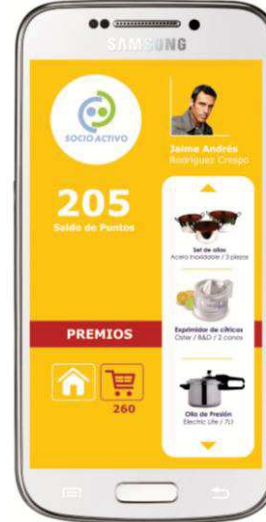 SAMSUNG
SOCIO ACTIVO
Jaime Andrés
Rodríguez Crespo
205
Saldo de Puntos
Set de ollas
Acero Inoxidable / 3 piezas
PREMIOS
Exprimidor de cítricos
Oster / B&D / 2 conos
260
Olla de Presión
Electric Life / 7Lt